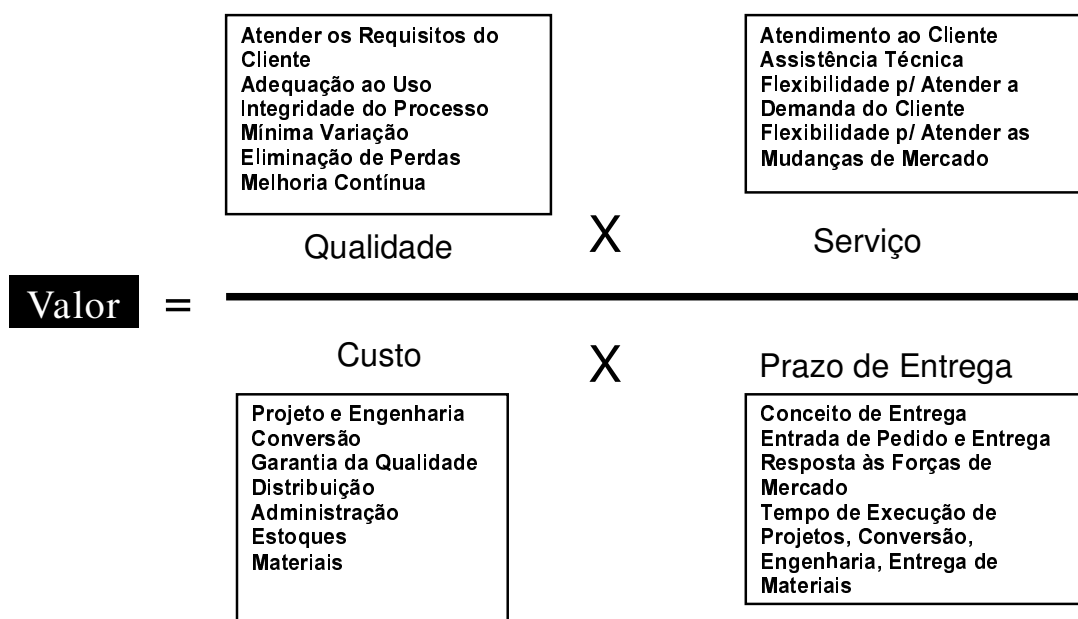 Atender os Requisitos do
Cliente
Adequação ao Uso
Integridade do Processo
Mínima Variação
Eliminação de Perdas
Melhoria Contínua
Atendimento ao Cliente
Assistência Técnica
Flexibilidade p/ Atender a
Demanda do Cliente
Flexibilidade p/ Atender as
Mudanças de Mercado
Qualidade
X
Serviço
Valor =
Custo
X
Prazo de Entrega
Projeto e Engenharia
Conversão
Garantia da Qualidade
Distribuição
Administração
Estoques
Materiais
Conceito de Entrega
Entrada de Pedido e Entrega
Resposta às Forças de
Mercado
Tempo de Execução de
Projetos, Conversão,
Engenharia, Entrega de
Materiais